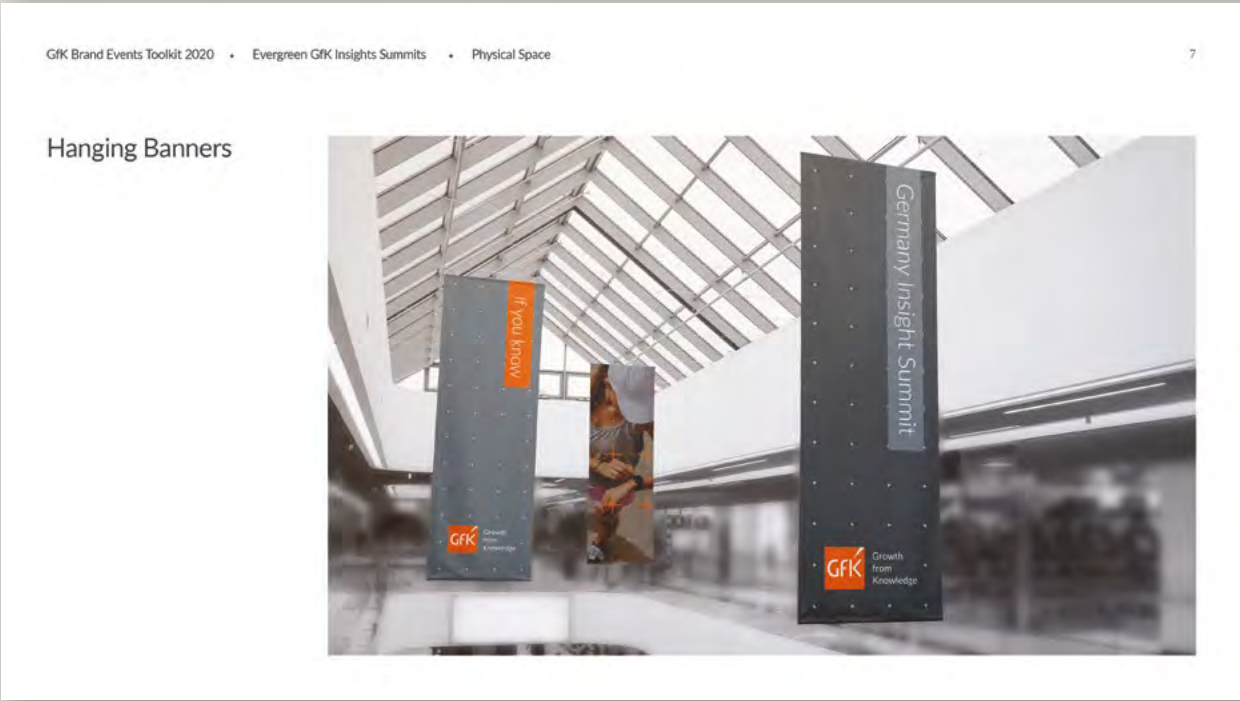 GfK Brand Events Toolkit 2020 • Evergreen GfK Insights Summits • Physical Space
7
Hanging Banners
If you know
GfK
Growth
from
Knowledge
Germany Insight Summit
GfK
Growth
from
Knowledge